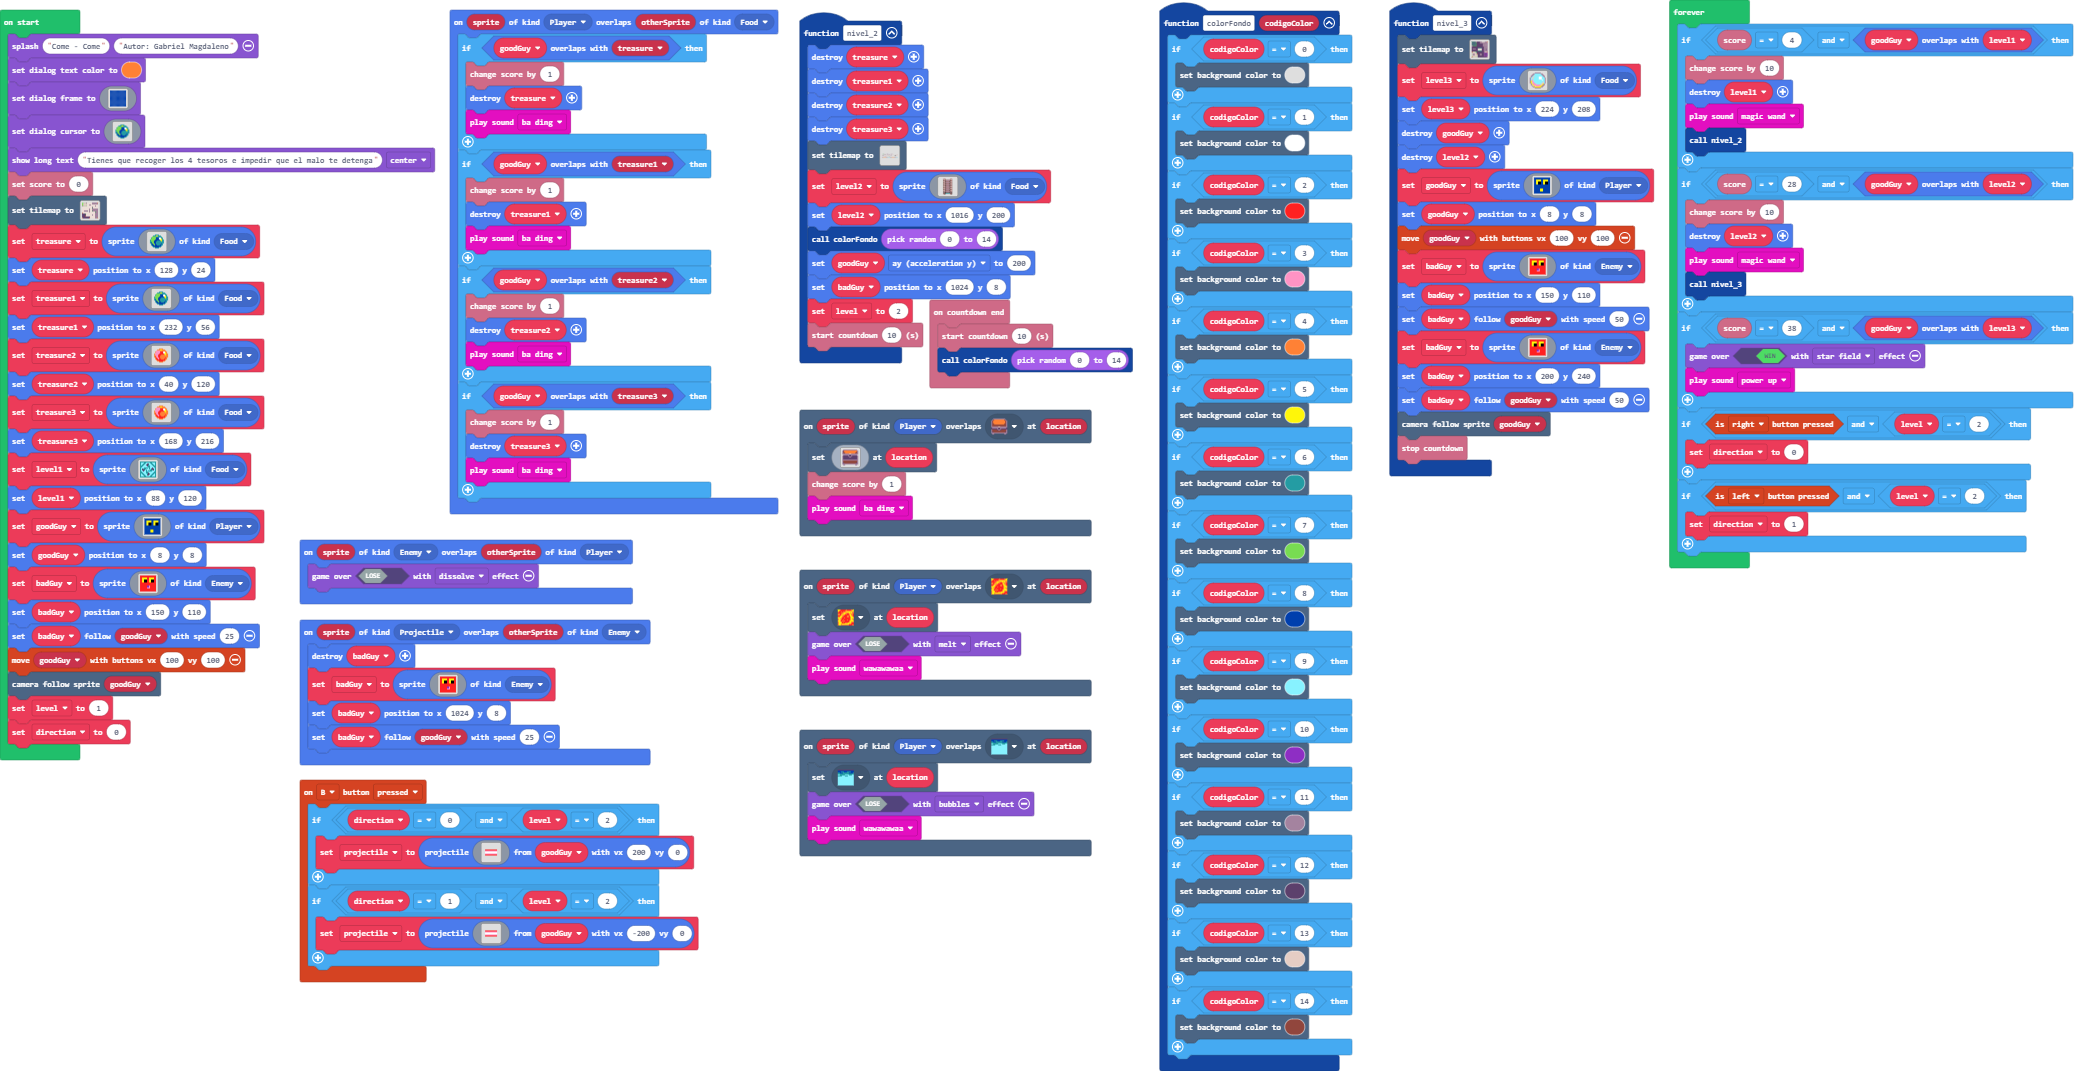 on start
splash "Come - Come" "Autor: Gabriel Magdaleno"
set dialog text color to
set dialog frame to
set dialog cursor to
show long text "Tienes que recoger los 4 tesoros e impedir que el malo te detenga" center
set score to 0
set tilemap to
set treasure to sprite of kind Food
set treasure position to x 128 y 24
set treasure1 to sprite of kind Food
set treasure1 position to x 232 y 56
set treasure2 to sprite of kind Food
set treasure2 position to x 40 y 120
set treasure3 to sprite of kind Food
set treasure3 position to x 168 y 216
set level1 to sprite of kind Food
set level1 position to x 88 y 120
set goodGuy to sprite of kind Player
set goodGuy position to x 8 y 8
set badGuy to sprite of kind Enemy
set badGuy position to x 150 y 110
set badGuy follow goodGuy with speed 25
move goodGuy with buttons vx 100 vy 100
camera follow sprite goodGuy
set level to 1
set direction to 0
on sprite of kind Player overlaps otherSprite of kind Food
if goodGuy overlaps with treasure then
change score by 1
destroy treasure
play sound ba ding
if goodGuy overlaps with treasure1 then
change score by 1
destroy treasure1
play sound ba ding
if goodGuy overlaps with treasure2 then
change score by 1
destroy treasure2
play sound ba ding
if goodGuy overlaps with treasure3 then
change score by 1
destroy treasure3
play sound ba ding
on sprite of kind Enemy overlaps otherSprite of kind Player
game over LOSE with dissolve effect
on sprite of kind Projectile overlaps otherSprite of kind Enemy
destroy badGuy
set badGuy to sprite of kind Enemy
set badGuy position to x 1024 y 8
set badGuy follow goodGuy with speed 25
on B button pressed
if direction = 0 and level = 2 then
set projectile to projectile from goodGuy with vx 200 vy 0
if direction = 1 and level = 2 then
set projectile to projectile from goodGuy with vx -200 vy 0
function nivel_2
destroy treasure
destroy treasure1
destroy treasure2
destroy treasure3
set tilemap to
set level2 to sprite of kind Food
set level2 position to x 1016 y 200
call colorFondo pick random 0 to 14
set goodGuy ay (acceleration y) to 200
set badGuy position to x 1024 y 8
set level to 2
start countdown 10 (s)
on countdown end
start countdown 10 (s)
call colorFondo pick random 0 to 14
on sprite of kind Player overlaps at location
set at location
change score by 1
play sound ba ding
on sprite of kind Player overlaps at location
set at location
game over LOSE with melt effect
play sound wawawawaa
on sprite of kind Player overlaps at location
set at location
game over LOSE with bubbles effect
play sound wawawawaa
function colorFondo codigoColor
if codigoColor = 0 then
set background color to
if codigoColor = 1 then
set background color to
if codigoColor = 2 then
set background color to
if codigoColor = 3 then
set background color to
if codigoColor = 4 then
set background color to
if codigoColor = 5 then
set background color to
if codigoColor = 6 then
set background color to
if codigoColor = 7 then
set background color to
if codigoColor = 8 then
set background color to
if codigoColor = 9 then
set background color to
if codigoColor = 10 then
set background color to
if codigoColor = 11 then
set background color to
if codigoColor = 12 then
set background color to
if codigoColor = 13 then
set background color to
if codigoColor = 14 then
set background color to
function nivel_3
set tilemap to
set level3 to sprite of kind Food
set level3 position to x 224 y 208
destroy goodGuy
destroy level2
set goodGuy to sprite of kind Player
set goodGuy position to x 8 y 8
move goodGuy with buttons vx 100 vy 100
set badGuy to sprite of kind Enemy
set badGuy position to x 150 y 110
set badGuy follow goodGuy with speed 50
set badGuy to sprite of kind Enemy
set badGuy position to x 200 y 240
set badGuy follow goodGuy with speed 50
camera follow sprite goodGuy
stop countdown
forever
if score = 4 and goodGuy overlaps with level1 then
change score by 10
destroy level1
play sound magic wand
call nivel_2
if score = 28 and goodGuy overlaps with level2 then
change score by 10
destroy level2
play sound magic wand
call nivel_3
if score = 38 and goodGuy overlaps with level3 then
game over WIN with star field effect
play sound power up
if is right button pressed and level = 2 then
set direction to 0
if is left button pressed and level = 2 then
set direction to 1